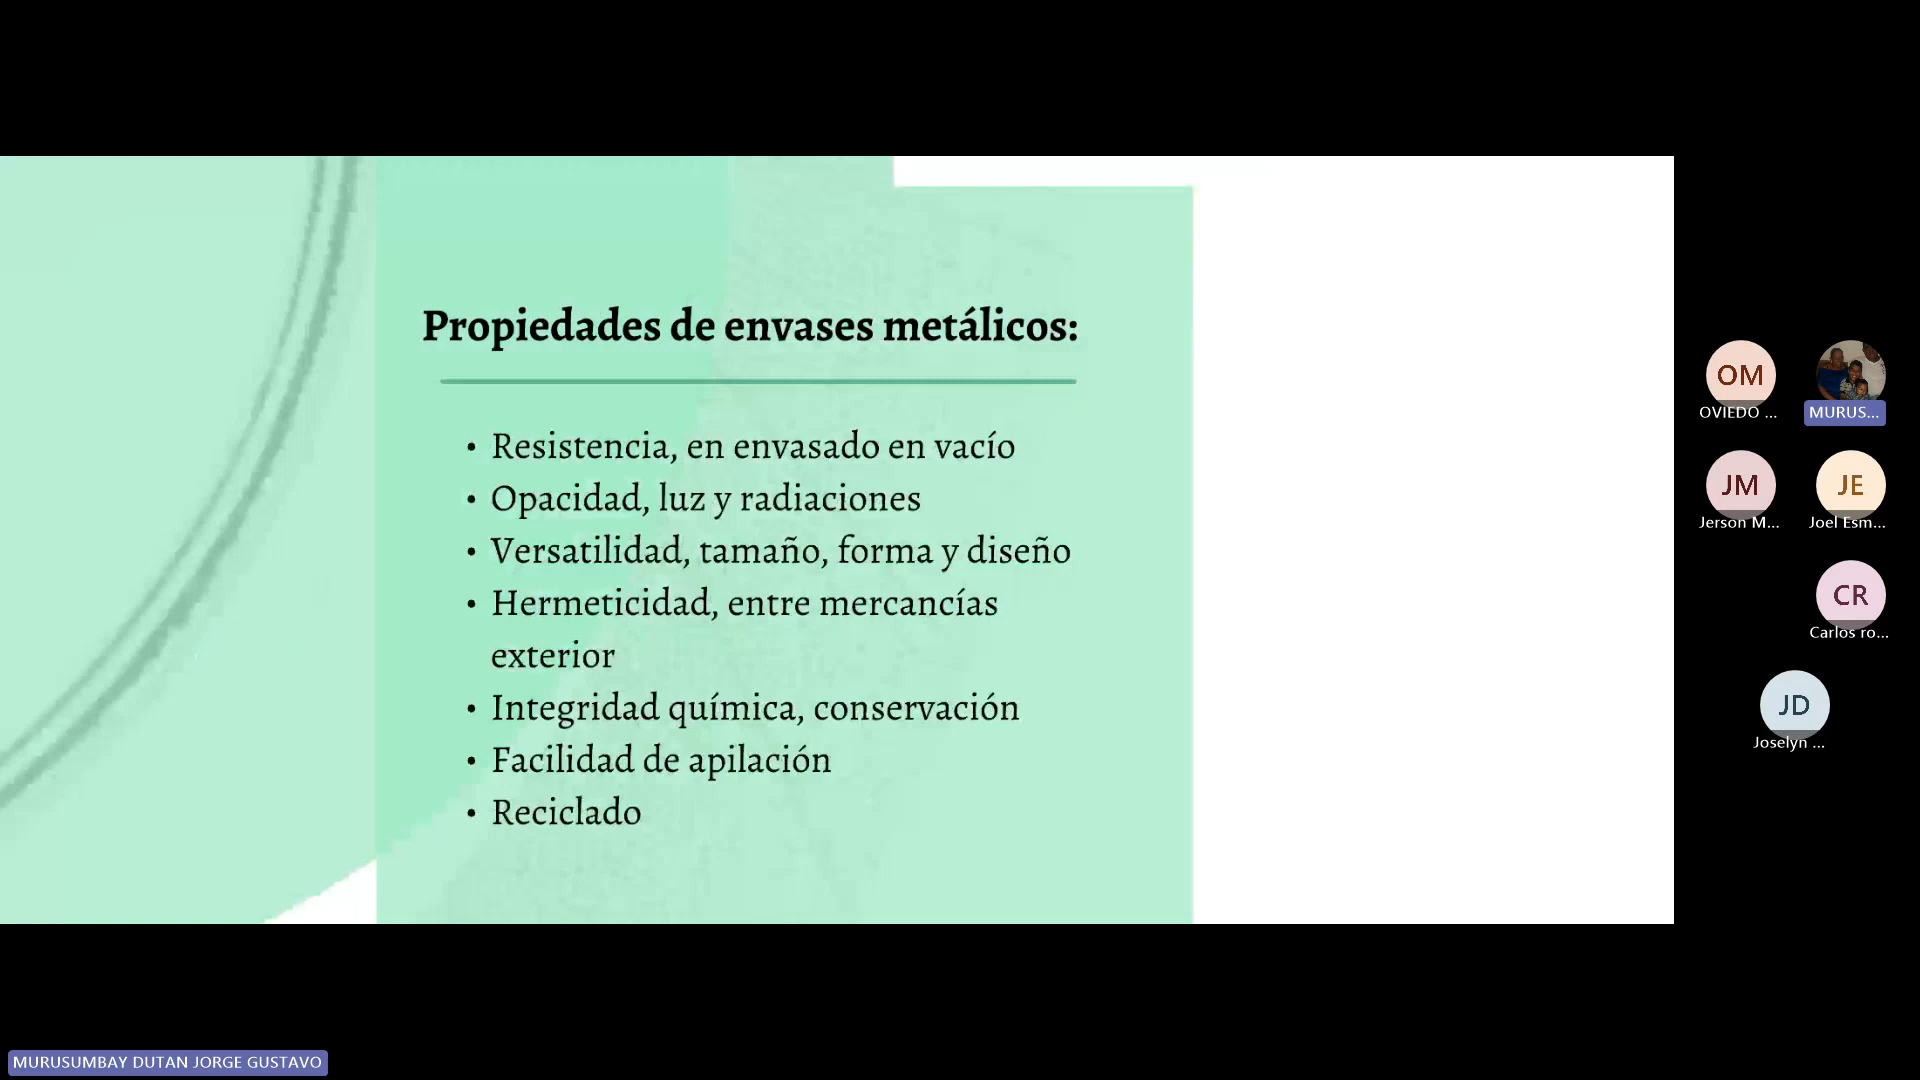 Propiedades de envases metálicos:
• Resistencia, en envasado en vacío
• Opacidad, luz y radiaciones
• Versatilidad, tamaño, forma y diseño
• Hermeticidad, entre mercancías
exterior
• Integridad química, conservación
• Facilidad de apilación
• Reciclado
OM
OVIEDO ...
MURUS...
JM
Jerson M...
JE
Joel Esm...
CR
Carlos ro...
JD
Joselyn ...
MURUSUMBAY DUTAN JORGE GUSTAVO